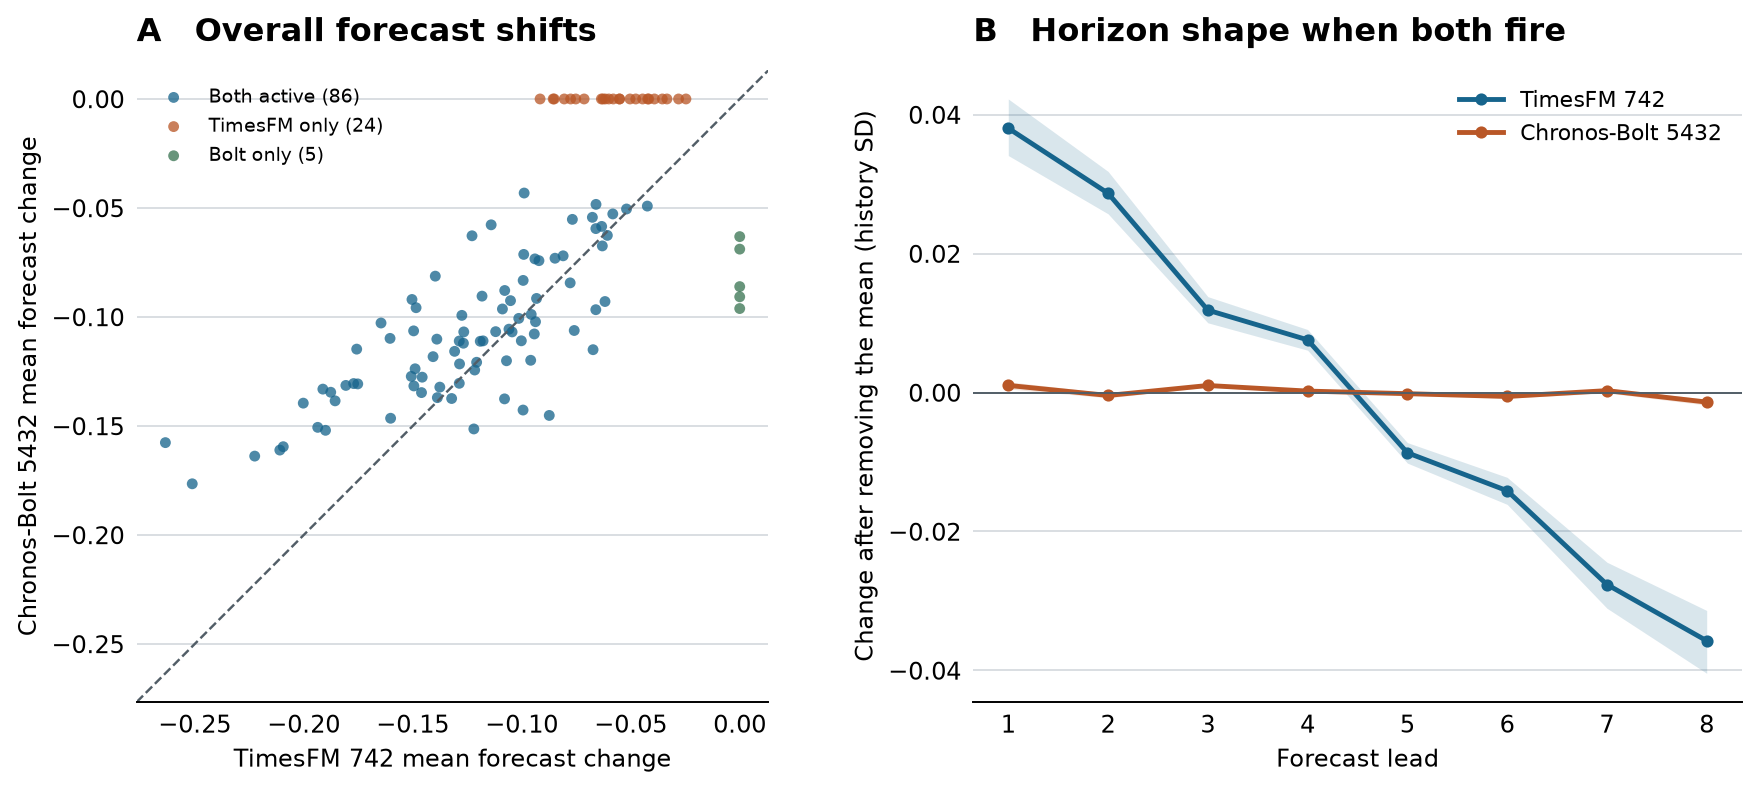 A Overall forecast shifts
Both active (86)
TimesFM only (24)
Bolt only (5)
Chronos-Bolt 5432 mean forecast change
0.00
−0.05
−0.10
−0.15
−0.20
−0.25
−0.25 −0.20 −0.15 −0.10 −0.05 0.00
TimesFM 742 mean forecast change
B Horizon shape when both fire
TimesFM 742
Chronos-Bolt 5432
Change after removing the mean (history SD)
0.04
0.02
0.00
−0.02
−0.04
1 2 3 4 5 6 7 8
Forecast lead